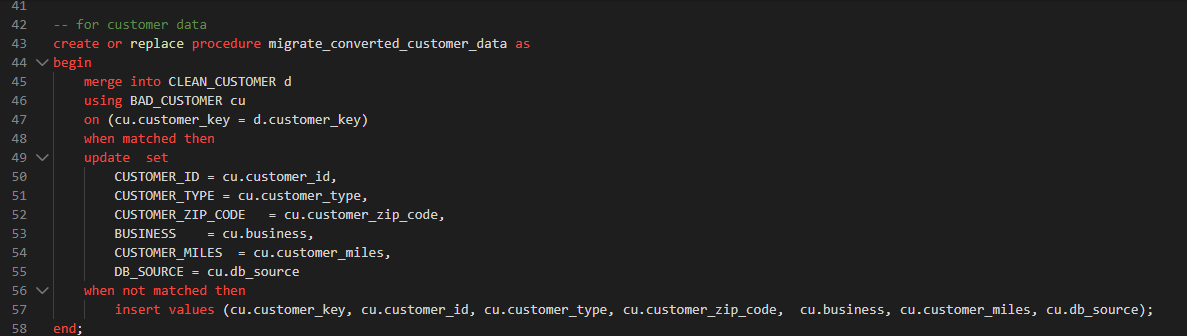 41
42 -- for customer data
43 create or replace procedure migrate_converted_customer_data as
44 begin
45 merge into CLEAN_CUSTOMER d
46 using BAD_CUSTOMER cu
47 on (cu.customer_key = d.customer_key)
48 when matched then
49 update  set
50 CUSTOMER_ID = cu.customer_id,
51 CUSTOMER_TYPE = cu.customer_type,
52 CUSTOMER_ZIP_CODE   = cu.customer_zip_code,
53 BUSINESS    = cu.business,
54 CUSTOMER_MILES  = cu.customer_miles,
55 DB_SOURCE = cu.db_source
56 when not matched then
57 insert values (cu.customer_key, cu.customer_id, cu.customer_type, cu.customer_zip_code,  cu.business, cu.customer_miles, cu.db_source);
58 end;